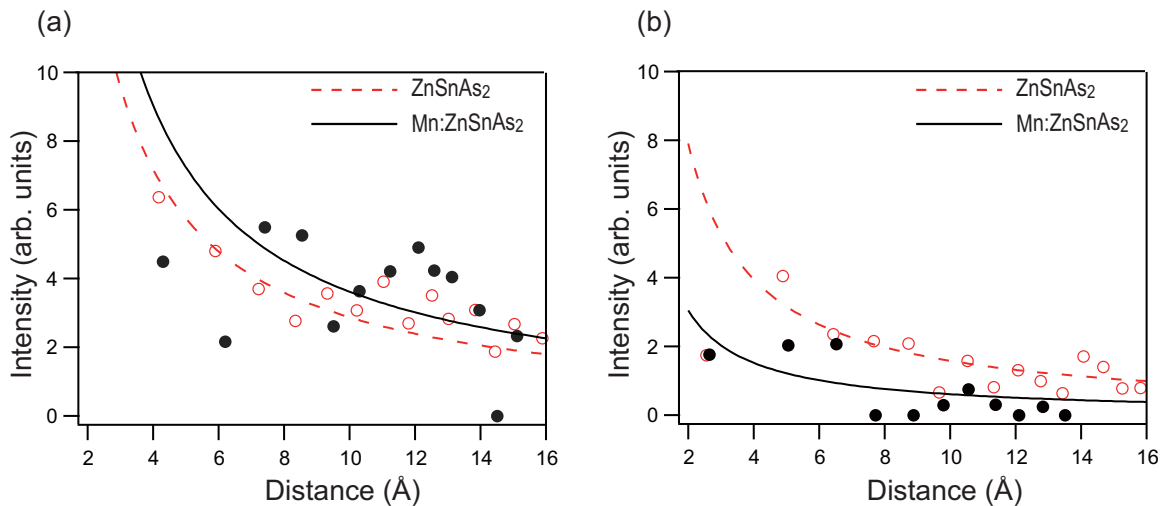 (a)
10
8
6
4
2
0
Intensity (arb. units)
ZnSnAs₂
Mn:ZnSnAs₂
2 4 6 8 10 12 14 16
Distance (Å)
(b)
10
8
6
4
2
0
Intensity (arb. units)
ZnSnAs₂
Mn:ZnSnAs₂
2 4 6 8 10 12 14 16
Distance (Å)